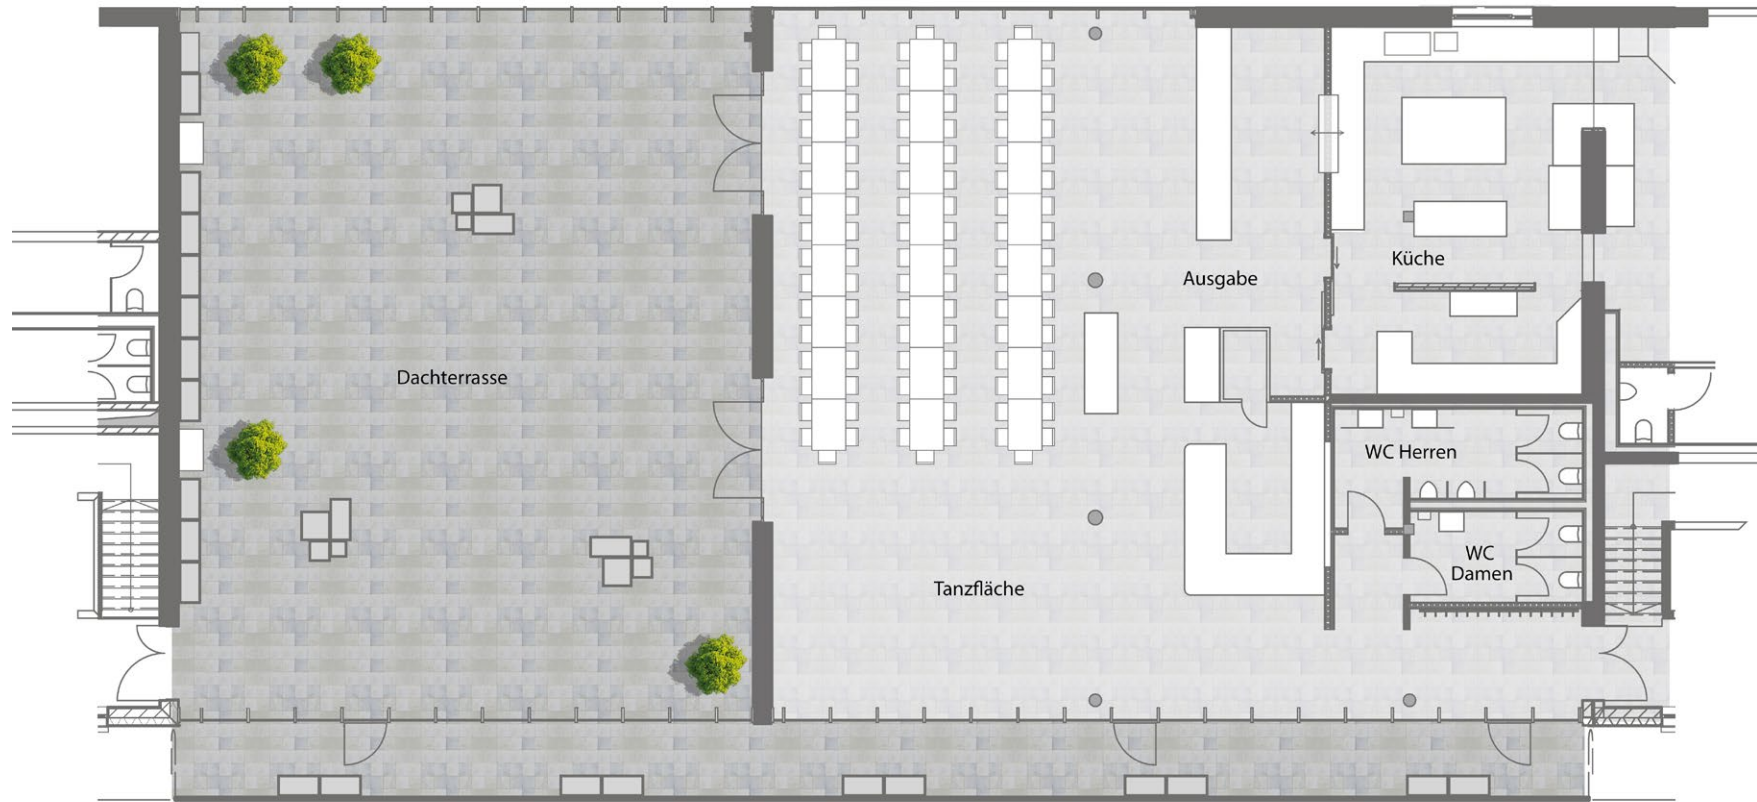 Küche
Ausgabe
Dachterrasse
WC Herren
WC
Damen
Tanzfläche